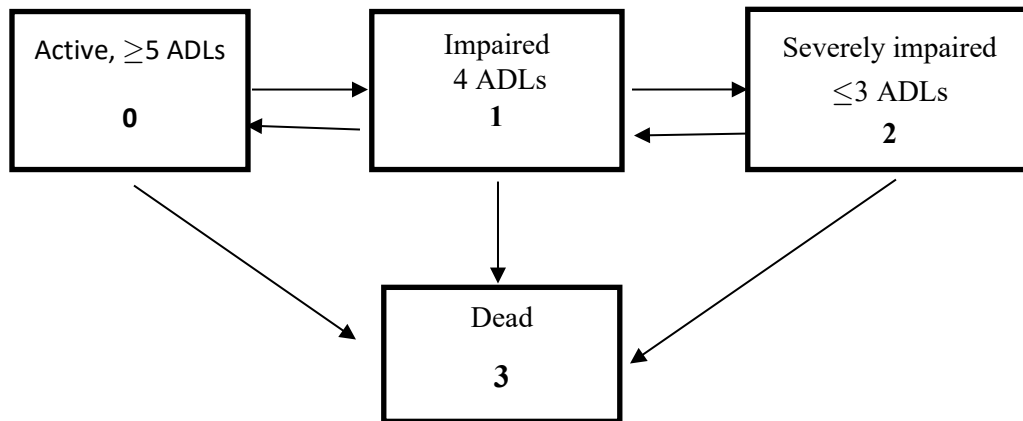 Active, ≥5 ADLs
0
Impaired
4 ADLs
1
Severely impaired
≤3 ADLs
2
Dead
3